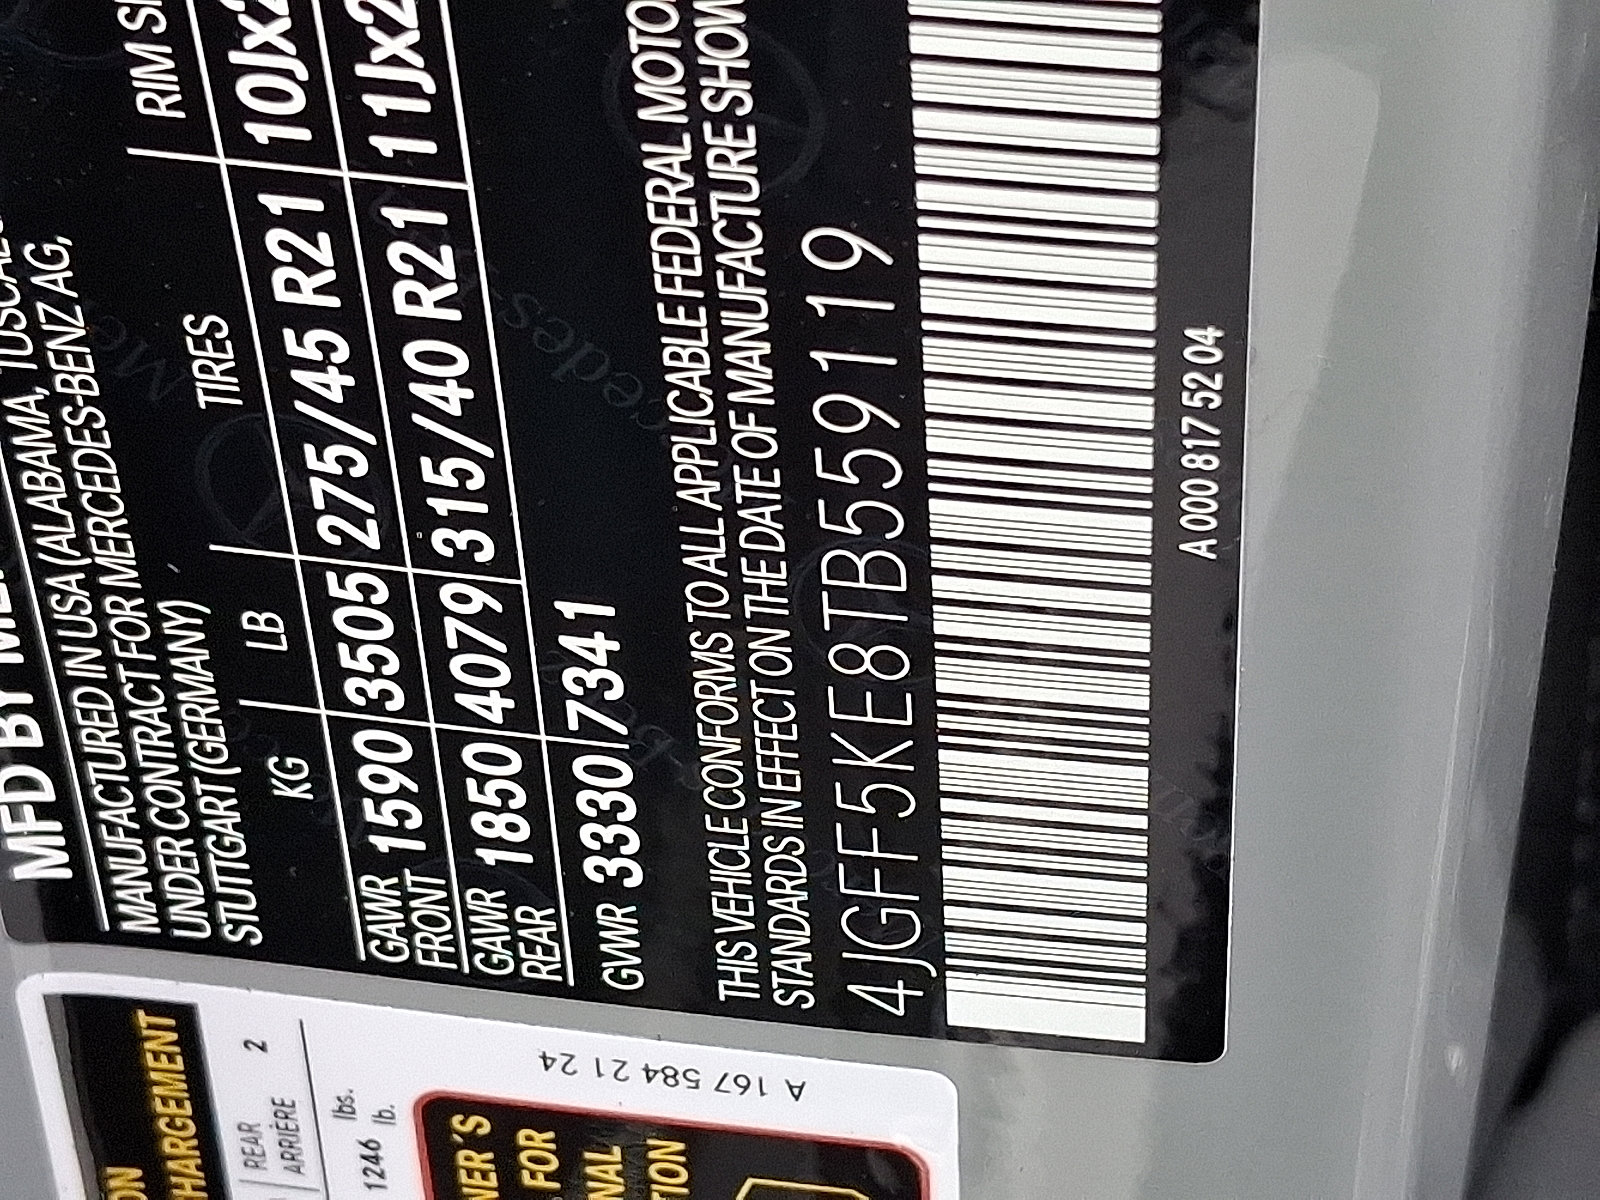 MFD BY
MANUFACTURED IN USA (ALABAMA,
UNDER CONTRACT FOR MERCEDES-BENZ AG,
STUTTGART (GERMANY)
KG LB TIRES RIM
GAWR FRONT 1590 3505 275/45 R21 10Jx2
GAWR REAR 1850 4079 315/40 R21 11Jx2
GVWR 3330 7341
THIS VEHICLE CONFORMS TO ALL APPLICABLE FEDERAL MOTO
STANDARDS IN EFFECT ON THE DATE OF MANUFACTURE SHOW
4JGFF5KE8TB559119
A 000 817 52 04
A 167 584 21 24
HARGEMENT
REAR 2
ARRIÈRE
lbs.
1246 lb.
NER'S
FOR
NAL
TION